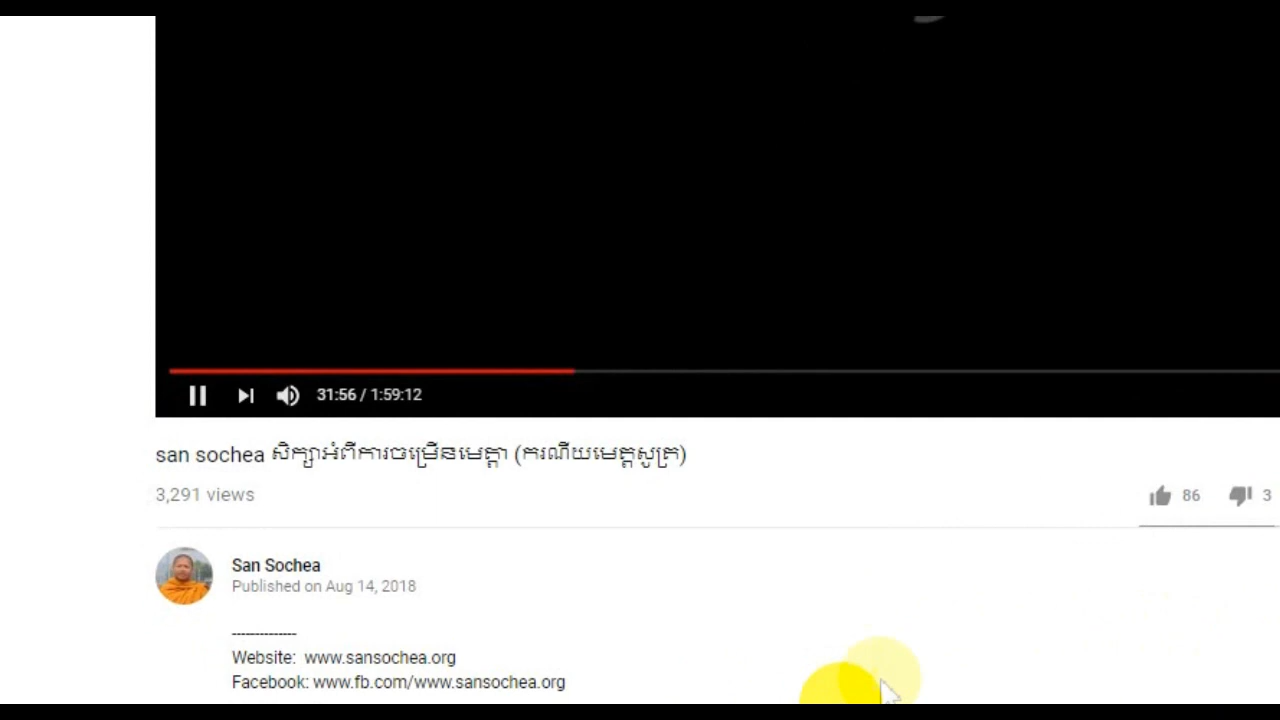 31:56 / 1:59:12
san sochea សិក្សាអំពីការចម្រើនមេត្តា (ករណីយមេត្តសូត្រ)
3,291 views
86 3
San Sochea
Published on Aug 14, 2018
--------------
Website: www.sansochea.org
Facebook: www.fb.com/www.sansochea.org